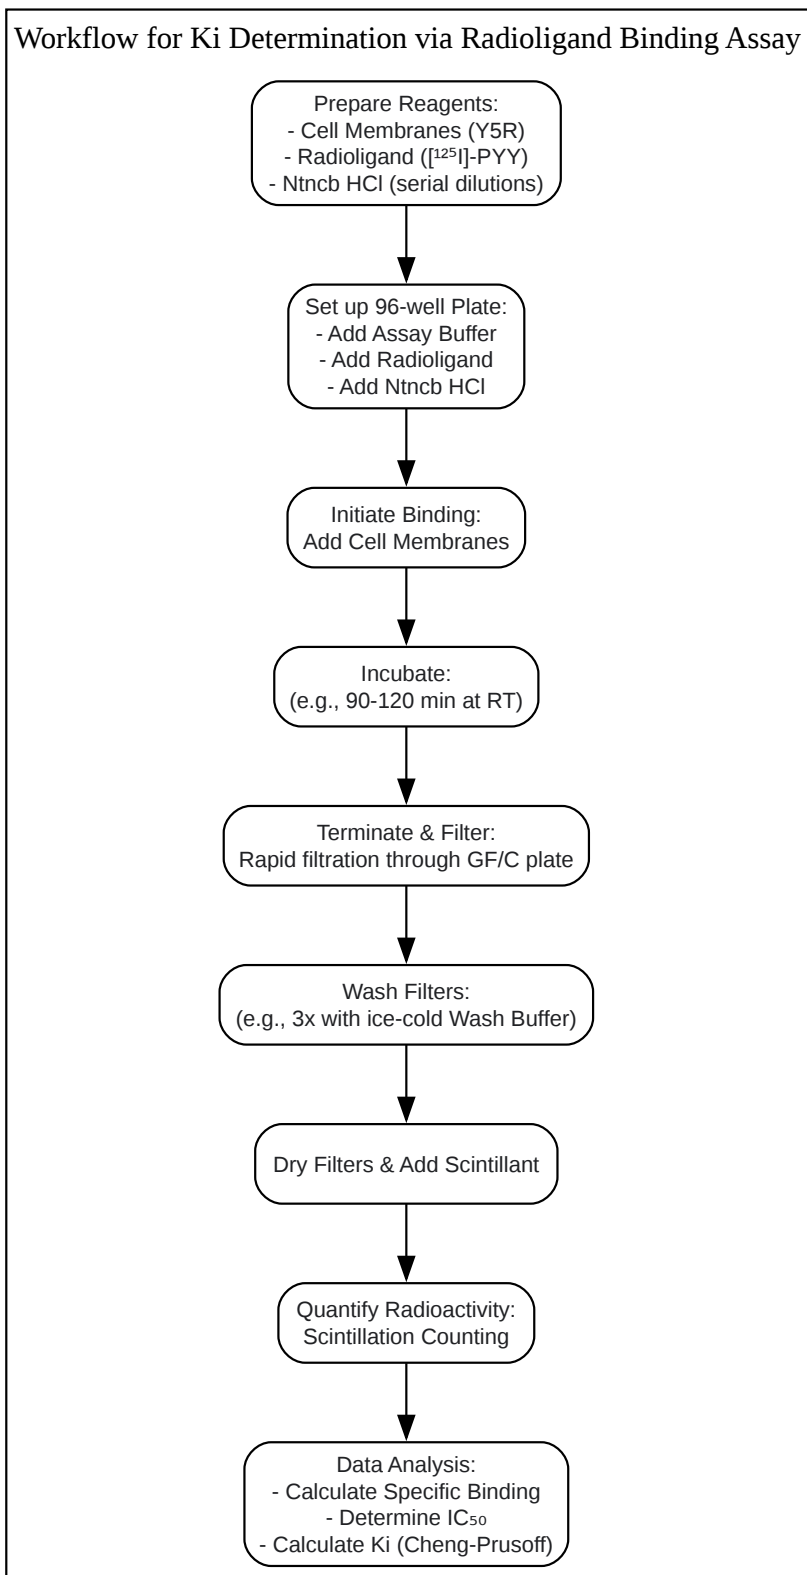 Workflow for Ki Determination via Radioligand Binding Assay
Prepare Reagents:
- Cell Membranes (Y5R)
- Radioligand ([¹²⁵I]-PYY)
- Ntncb HCl (serial dilutions)
Set up 96-well Plate:
- Add Assay Buffer
- Add Radioligand
- Add Ntncb HCl
Initiate Binding:
Add Cell Membranes
Incubate:
(e.g., 90-120 min at RT)
Terminate & Filter:
Rapid filtration through GF/C plate
Wash Filters:
(e.g., 3x with ice-cold Wash Buffer)
Dry Filters & Add Scintillant
Quantify Radioactivity:
Scintillation Counting
Data Analysis:
- Calculate Specific Binding
- Determine IC₅₀
- Calculate Ki (Cheng-Prusoff)